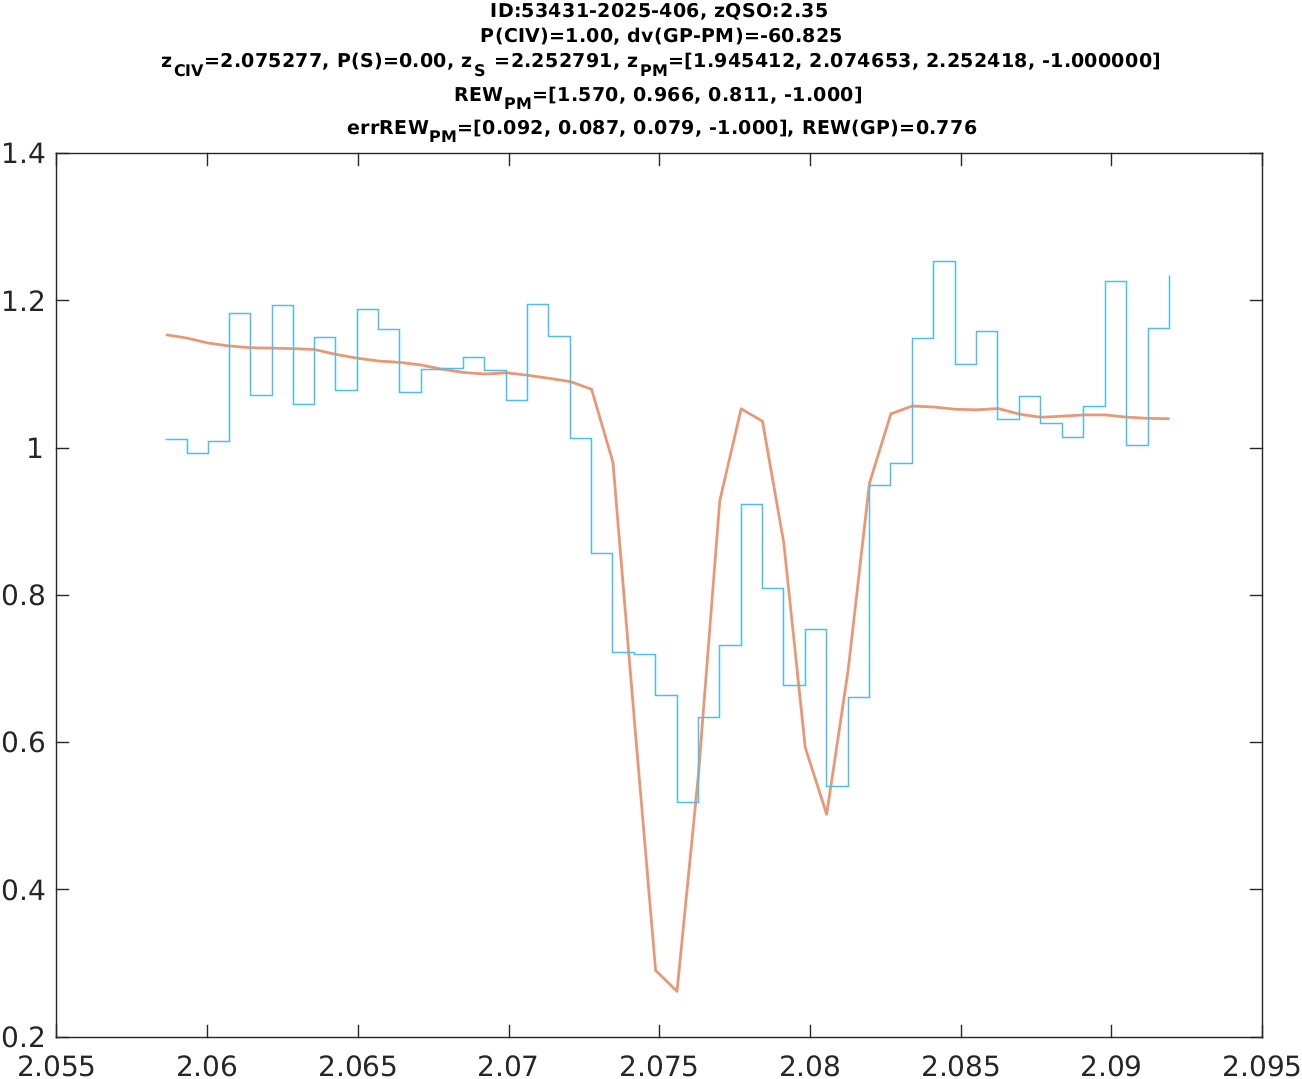 ID:53431-2025-406, zQSO:2.35
P(CIV)=1.00, dv(GP-PM)=-60.825
zCIV=2.075277, P(S)=0.00, zS =2.252791, zPM=[1.945412, 2.074653, 2.252418, -1.000000]
REWPM=[1.570, 0.966, 0.811, -1.000]
errREWPM=[0.092, 0.087, 0.079, -1.000], REW(GP)=0.776
1.4
1.2
1
0.8
0.6
0.4
0.2
2.055 2.06 2.065 2.07 2.075 2.08 2.085 2.09 2.095